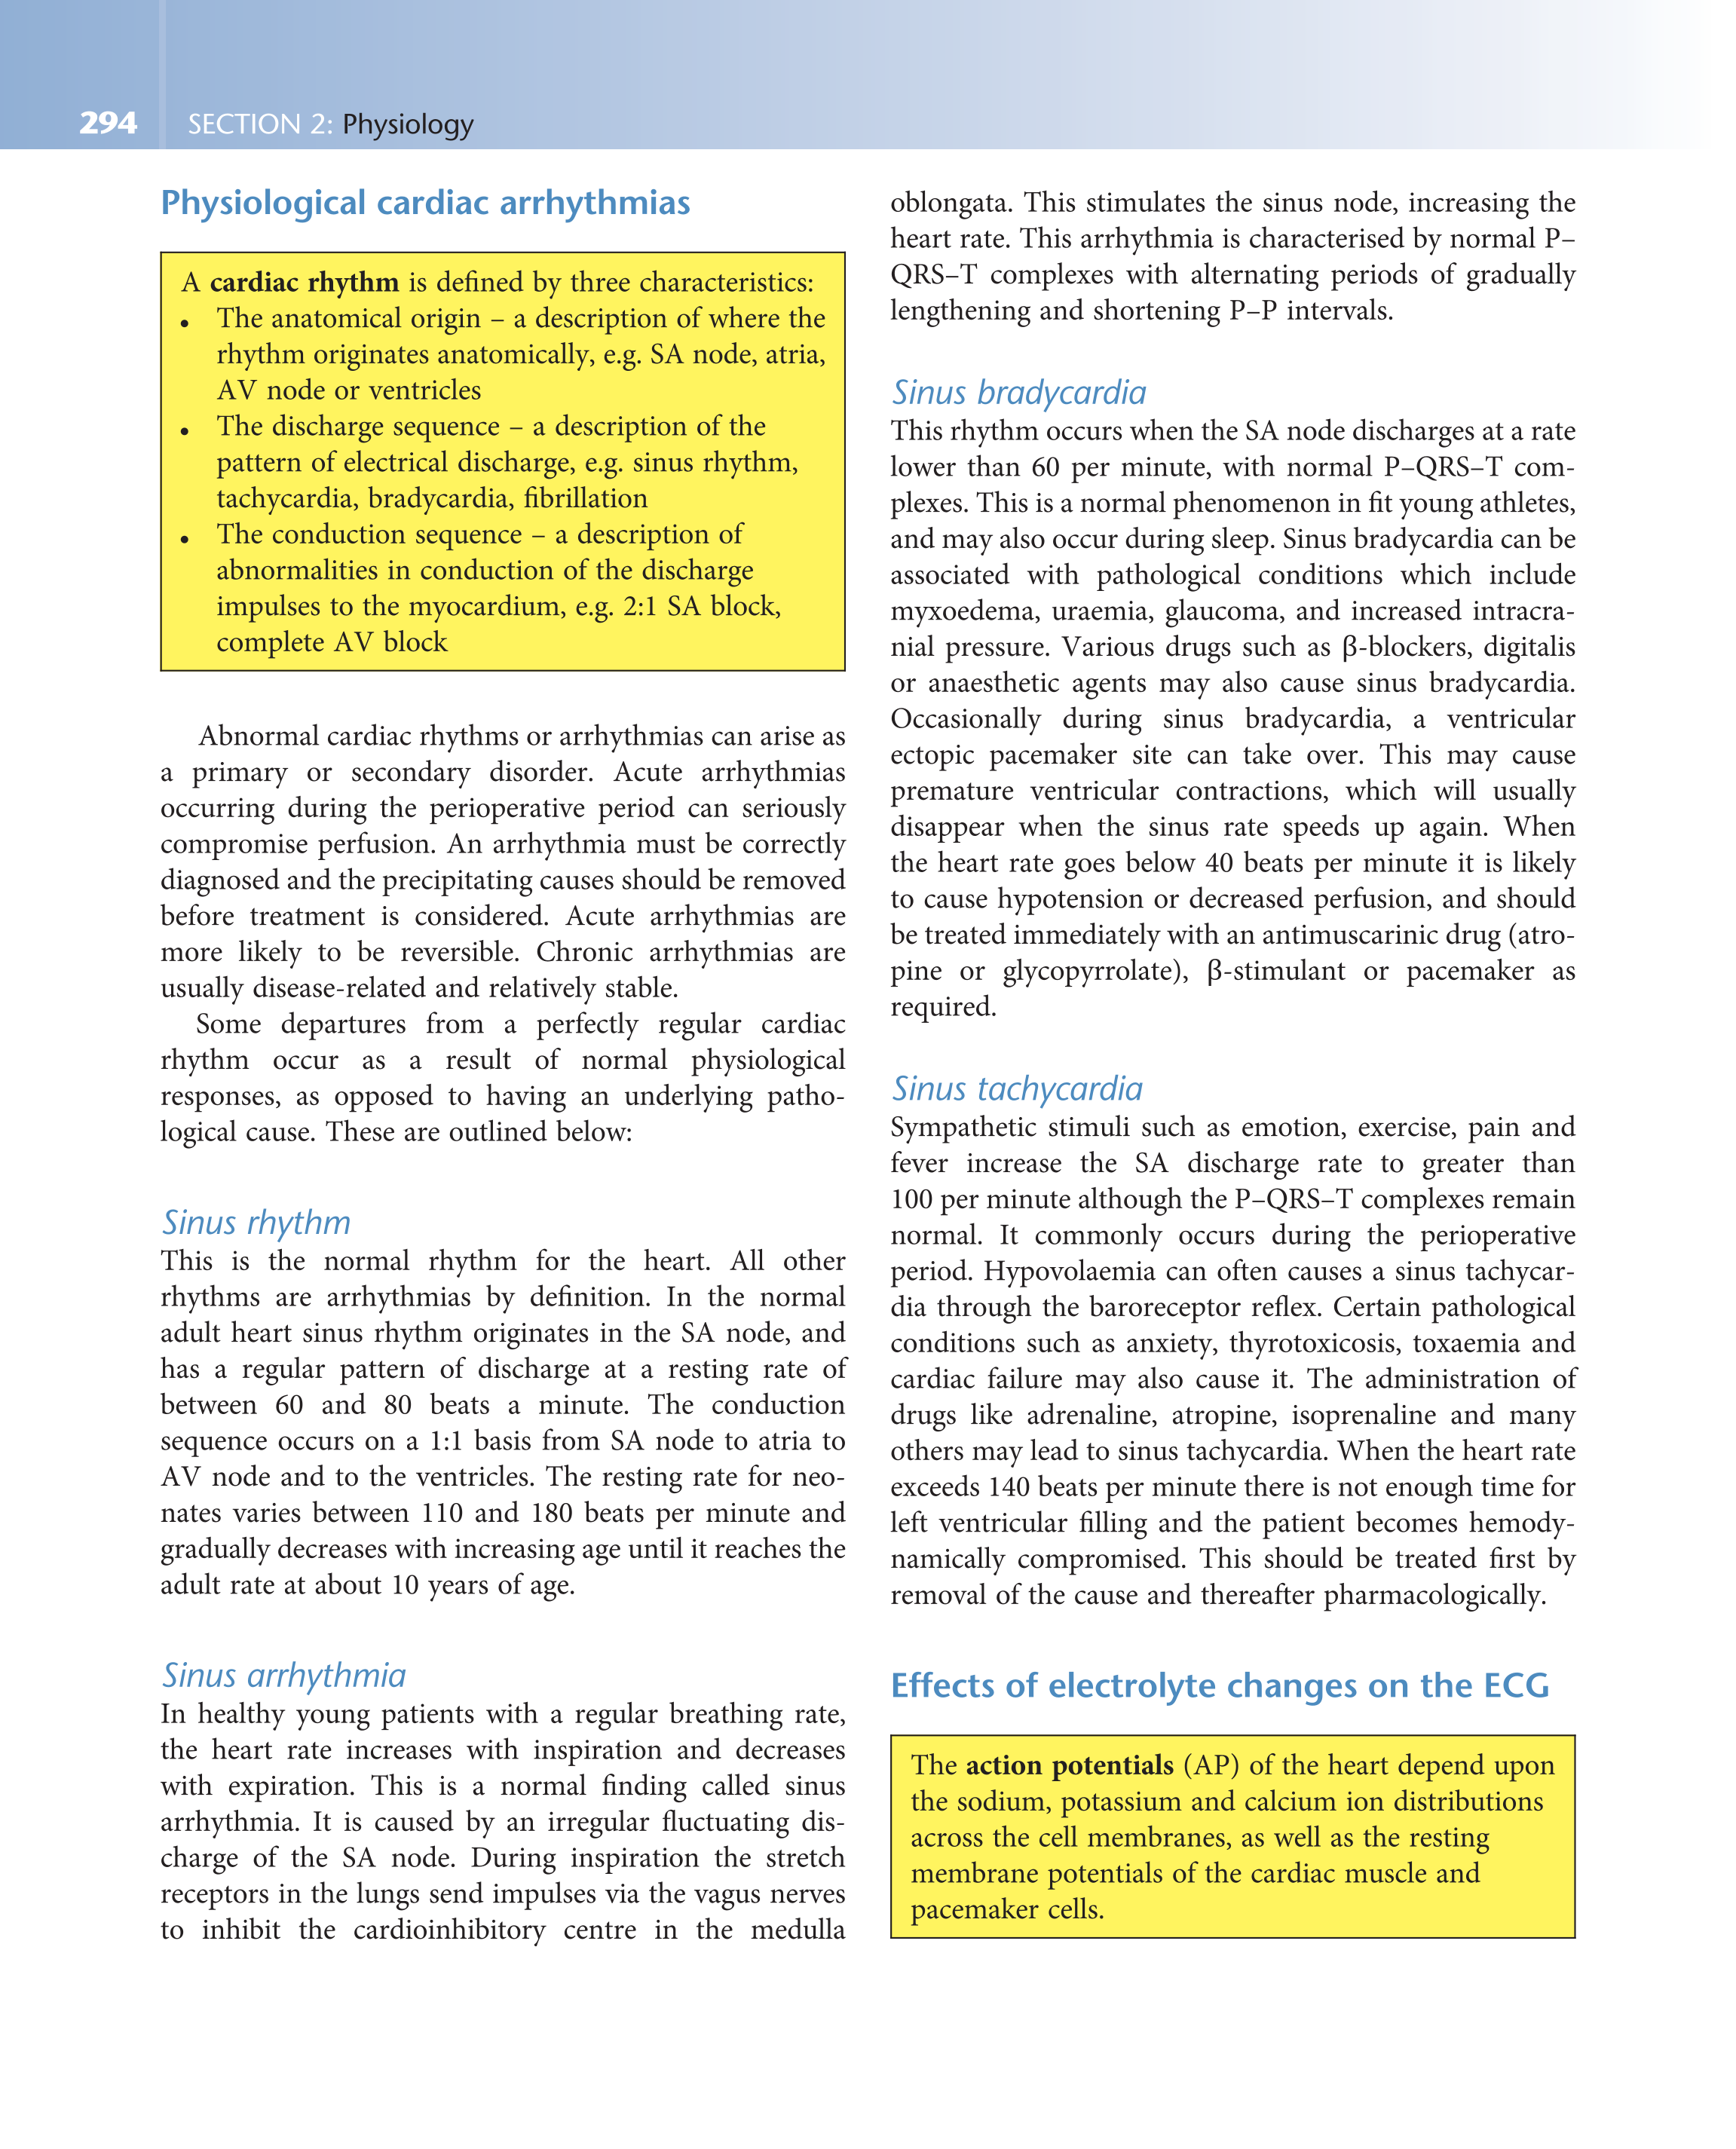 294 SECTION 2: Physiology
Physiological cardiac arrhythmias
A cardiac rhythm is defined by three characteristics:
• The anatomical origin – a description of where the
rhythm originates anatomically, e.g. SA node, atria,
AV node or ventricles
• The discharge sequence – a description of the
pattern of electrical discharge, e.g. sinus rhythm,
tachycardia, bradycardia, fibrillation
• The conduction sequence – a description of
abnormalities in conduction of the discharge
impulses to the myocardium, e.g. 2:1 SA block,
complete AV block
Abnormal cardiac rhythms or arrhythmias can arise as
a primary or secondary disorder. Acute arrhythmias
occurring during the perioperative period can seriously
compromise perfusion. An arrhythmia must be correctly
diagnosed and the precipitating causes should be removed
before treatment is considered. Acute arrhythmias are
more likely to be reversible. Chronic arrhythmias are
usually disease-related and relatively stable.
Some departures from a perfectly regular cardiac
rhythm occur as a result of normal physiological
responses, as opposed to having an underlying patho-
logical cause. These are outlined below:
Sinus rhythm
This is the normal rhythm for the heart. All other
rhythms are arrhythmias by definition. In the normal
adult heart sinus rhythm originates in the SA node, and
has a regular pattern of discharge at a resting rate of
between 60 and 80 beats a minute. The conduction
sequence occurs on a 1:1 basis from SA node to atria to
AV node and to the ventricles. The resting rate for neo-
nates varies between 110 and 180 beats per minute and
gradually decreases with increasing age until it reaches the
adult rate at about 10 years of age.
Sinus arrhythmia
In healthy young patients with a regular breathing rate,
the heart rate increases with inspiration and decreases
with expiration. This is a normal finding called sinus
arrhythmia. It is caused by an irregular fluctuating dis-
charge of the SA node. During inspiration the stretch
receptors in the lungs send impulses via the vagus nerves
to inhibit the cardioinhibitory centre in the medulla
oblongata. This stimulates the sinus node, increasing the
heart rate. This arrhythmia is characterised by normal P–
QRS–T complexes with alternating periods of gradually
lengthening and shortening P–P intervals.
Sinus bradycardia
This rhythm occurs when the SA node discharges at a rate
lower than 60 per minute, with normal P–QRS–T com-
plexes. This is a normal phenomenon in fit young athletes,
and may also occur during sleep. Sinus bradycardia can be
associated with pathological conditions which include
myxoedema, uraemia, glaucoma, and increased intracra-
nial pressure. Various drugs such as β-blockers, digitalis
or anaesthetic agents may also cause sinus bradycardia.
Occasionally during sinus bradycardia, a ventricular
ectopic pacemaker site can take over. This may cause
premature ventricular contractions, which will usually
disappear when the sinus rate speeds up again. When
the heart rate goes below 40 beats per minute it is likely
to cause hypotension or decreased perfusion, and should
be treated immediately with an antimuscarinic drug (atro-
pine or glycopyrrolate), β-stimulant or pacemaker as
required.
Sinus tachycardia
Sympathetic stimuli such as emotion, exercise, pain and
fever increase the SA discharge rate to greater than
100 per minute although the P–QRS–T complexes remain
normal. It commonly occurs during the perioperative
period. Hypovolaemia can often causes a sinus tachycar-
dia through the baroreceptor reflex. Certain pathological
conditions such as anxiety, thyrotoxicosis, toxaemia and
cardiac failure may also cause it. The administration of
drugs like adrenaline, atropine, isoprenaline and many
others may lead to sinus tachycardia. When the heart rate
exceeds 140 beats per minute there is not enough time for
left ventricular filling and the patient becomes hemody-
namically compromised. This should be treated first by
removal of the cause and thereafter pharmacologically.
Effects of electrolyte changes on the ECG
The action potentials (AP) of the heart depend upon
the sodium, potassium and calcium ion distributions
across the cell membranes, as well as the resting
membrane potentials of the cardiac muscle and
pacemaker cells.